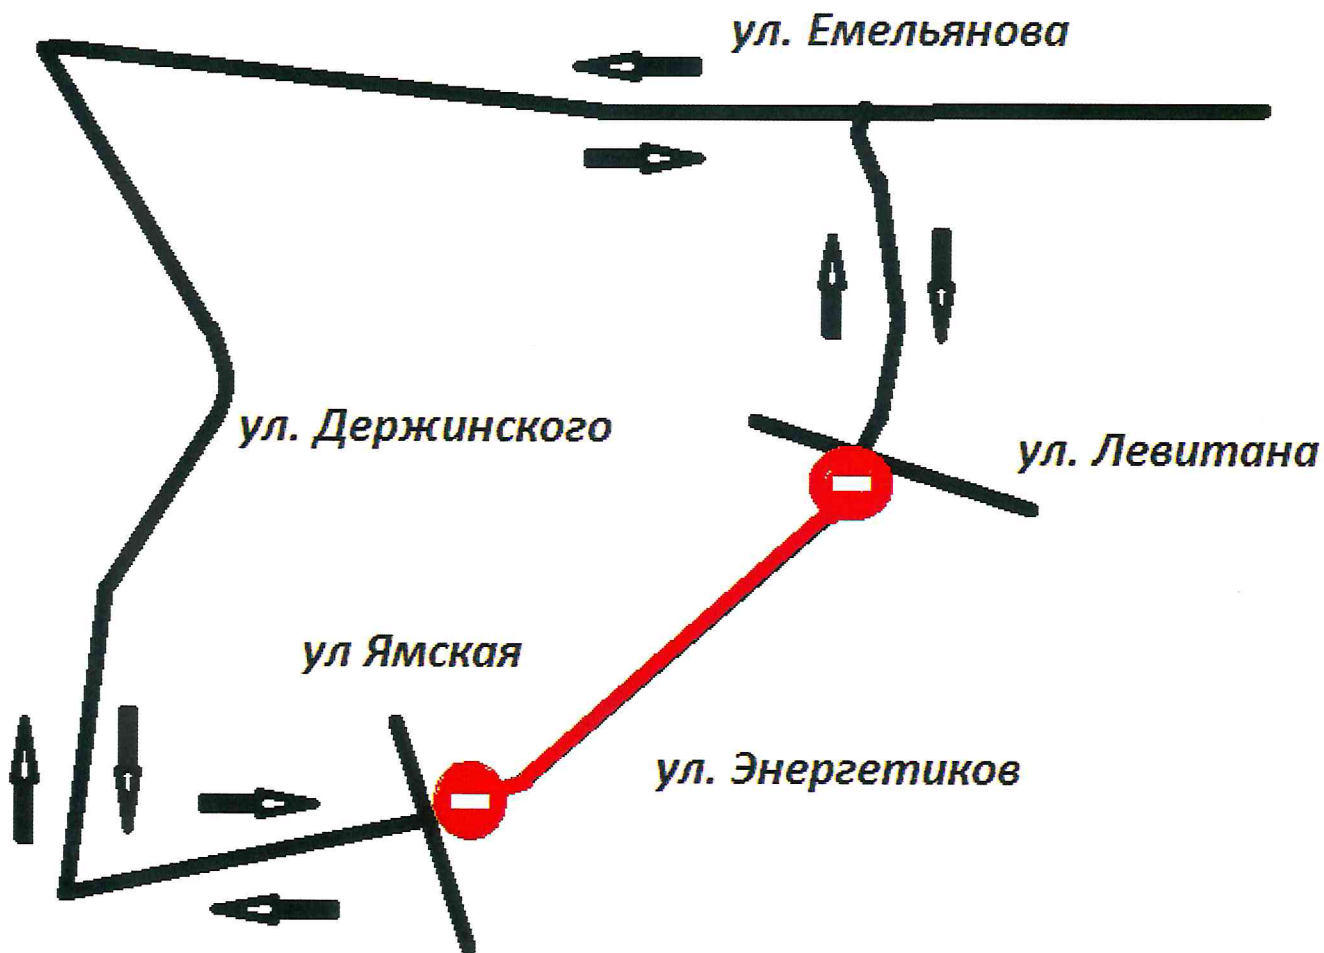 ул. Емельянова
ул. Держинского
ул. Левитана
ул Ямская
ул. Энергетиков